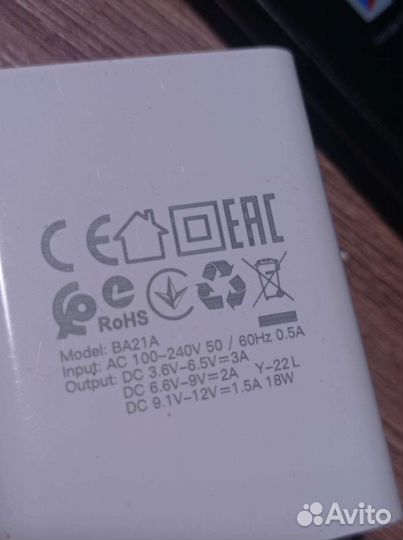 CE EAC
RoHS
Model: BA21A
Input: AC 100-240V 50 / 60Hz 0.5A
Output: DC 3.6V-6.5V⎓3A
DC 6.6V-9V⎓2A Y-22 L
DC 9.1V-12V⎓1.5A 18W
Avito